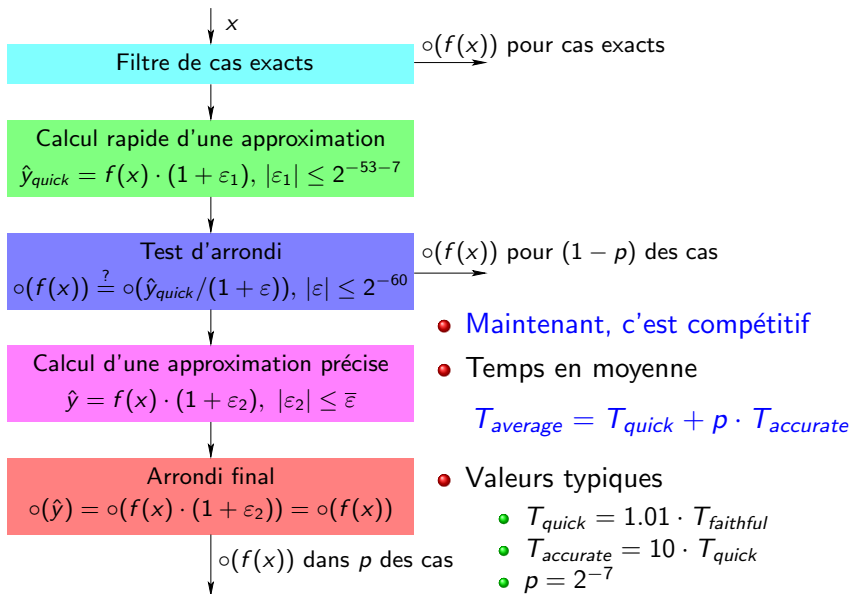 x
Filtre de cas exacts
∘(f(x)) pour cas exacts
Calcul rapide d'une approximation
ŷ_quick = f(x) · (1 + ε₁), |ε₁| ≤ 2^{−53−7}
Test d'arrondi
∘(f(x)) ≟ ∘(ŷ_quick/(1 + ε)), |ε| ≤ 2^{−60}
∘(f(x)) pour (1 − p) des cas
Calcul d'une approximation précise
ŷ = f(x) · (1 + ε₂), |ε₂| ≤ ε̅
Arrondi final
∘(ŷ) = ∘(f(x) · (1 + ε₂)) = ∘(f(x))
∘(f(x)) dans p des cas
Maintenant, c'est compétitif
Temps en moyenne
T_average = T_quick + p · T_accurate
Valeurs typiques
T_quick = 1.01 · T_faithful
T_accurate = 10 · T_quick
p = 2^{−7}